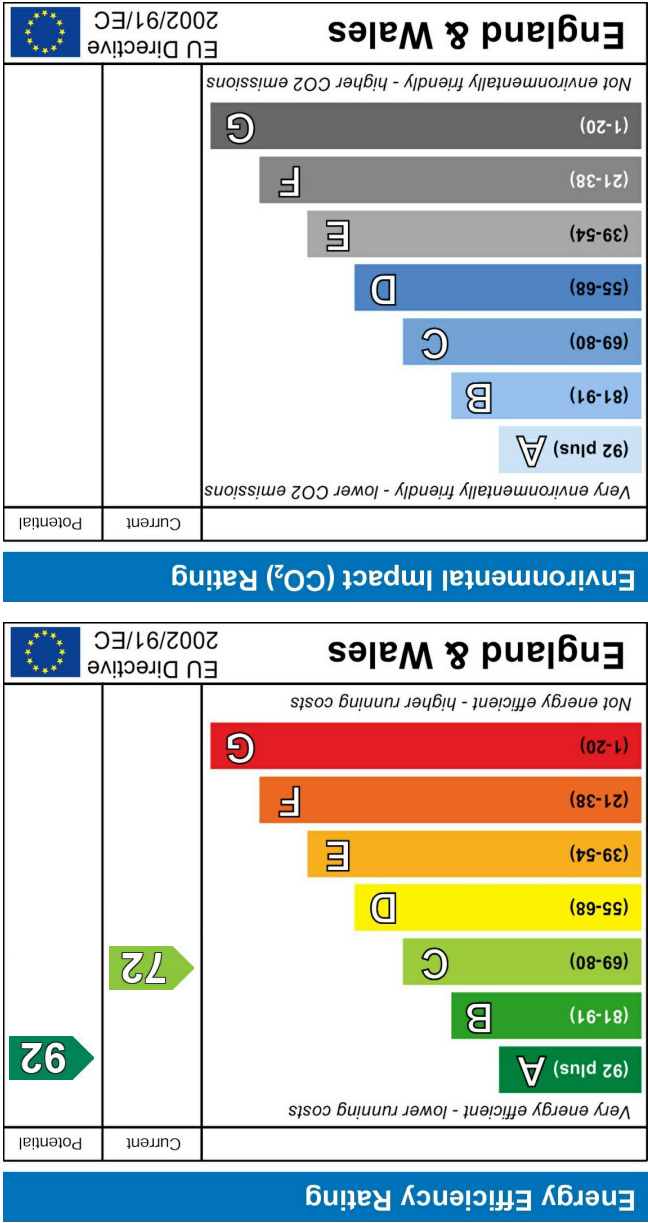 Energy Efficiency Rating
Current Potential
Very energy efficient - lower running costs
(92 plus) A
(81-91) B
(69-80) C
(55-68) D
(39-54) E
(21-38) F
(1-20) G
Not energy efficient - higher running costs
92
72
England & Wales
EU Directive
2002/91/EC
Environmental Impact (CO₂) Rating
Current Potential
Very environmentally friendly - lower CO2 emissions
(92 plus) A
(81-91) B
(69-80) C
(55-68) D
(39-54) E
(21-38) F
(1-20) G
Not environmentally friendly - higher CO2 emissions
England & Wales
EU Directive
2002/91/EC